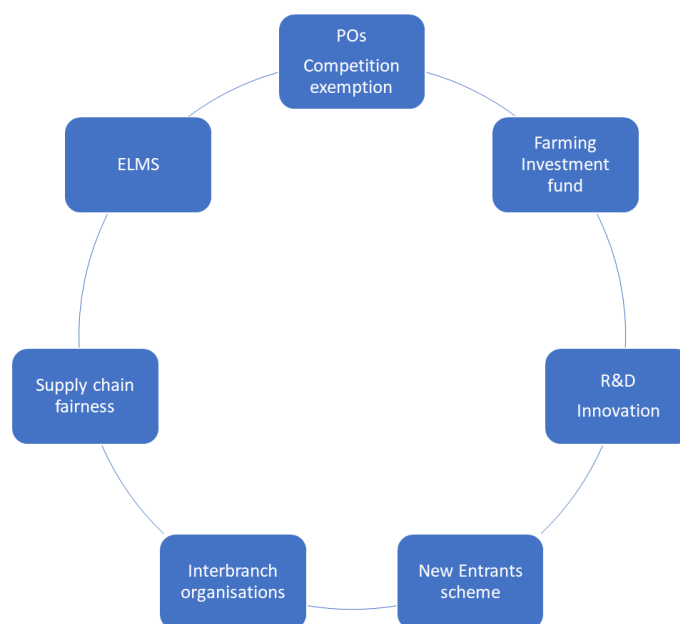 POs
Competition
exemption
Farming
Investment
fund
R&D
Innovation
New Entrants
scheme
Interbranch
organisations
Supply chain
fairness
ELMS